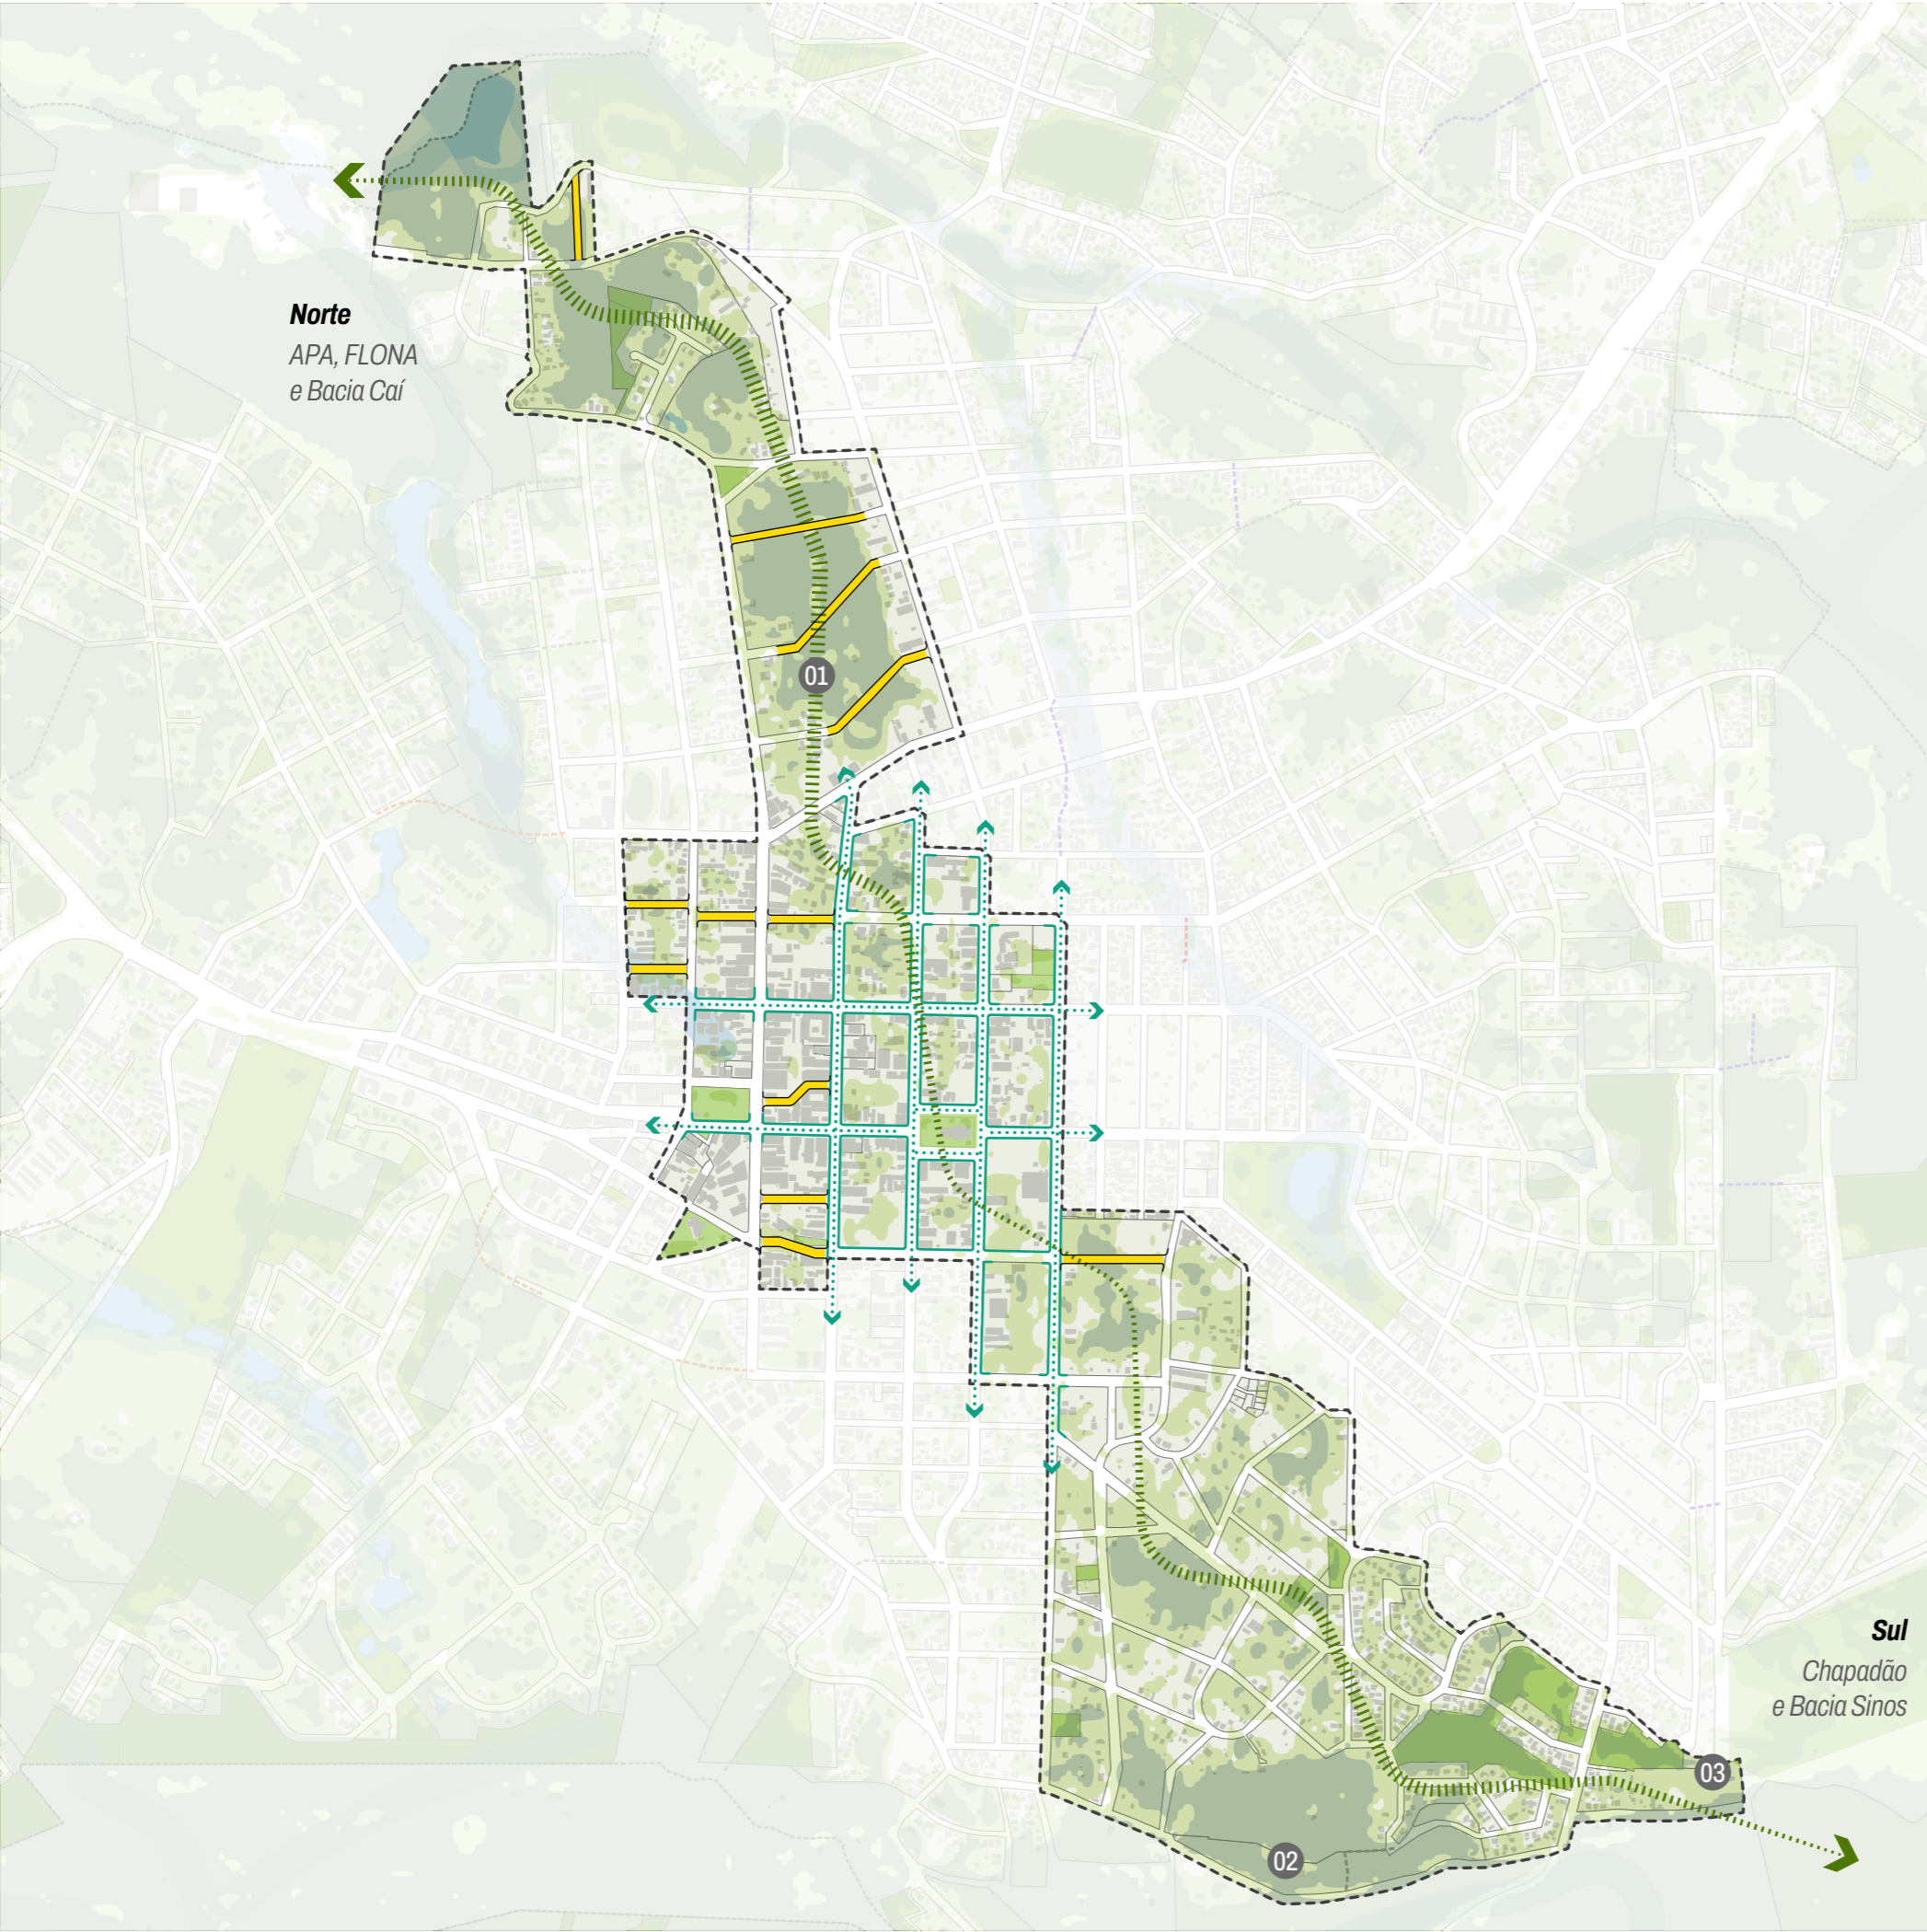 Norte
APA, FLONA
e Bacia Caí
01
Sul
Chapadão
e Bacia Sinos
03
02